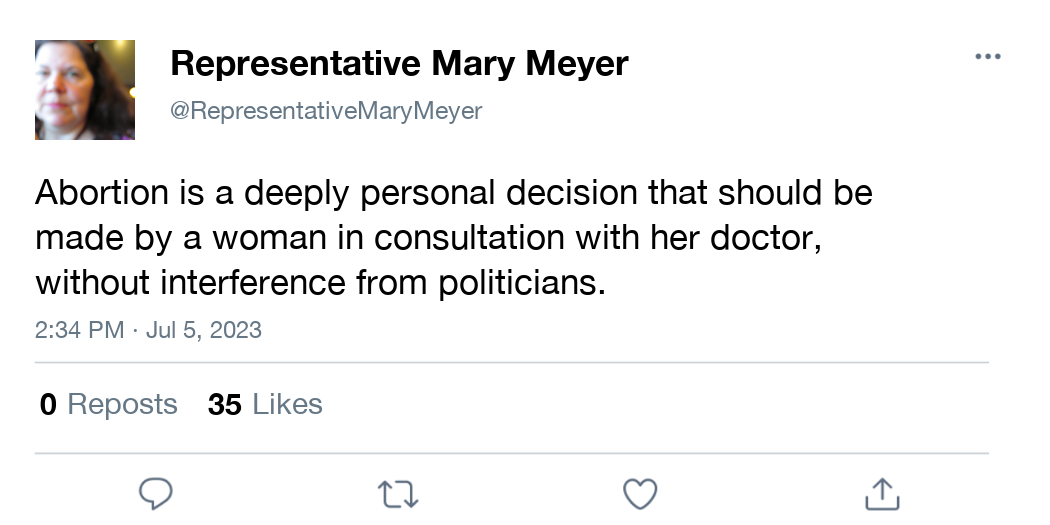 Representative Mary Meyer
@RepresentativeMaryMeyer
Abortion is a deeply personal decision that should be
made by a woman in consultation with her doctor,
without interference from politicians.
2:34 PM · Jul 5, 2023
0 Reposts 35 Likes